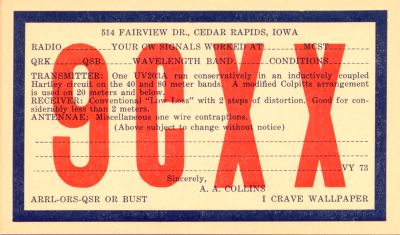 514 FAIRVIEW DR., CEDAR RAPIDS, IOWA
RADIO YOUR CW SIGNALS WORKED AT MCST
QRK QSB WAVELENGTH BAND CONDITIONS
TRANSMITTER: One UV203A run conservatively in an inductively coupled
Hartley circuit on the 40 and 80 meter bands. A modified Colpitts arrangement
is used on 20 meters and below.
RECEIVER: Conventional "Low Loss" with 2 steps of distortion. Good for con-
siderably less than 2 meters.
ANTENNAE: Miscellaneous one wire contraptions.
(Above subject to change without notice)
9CXX
VY 73
Sincerely,
A. A. COLLINS
ARRL-ORS-QSR OR BUST I CRAVE WALLPAPER